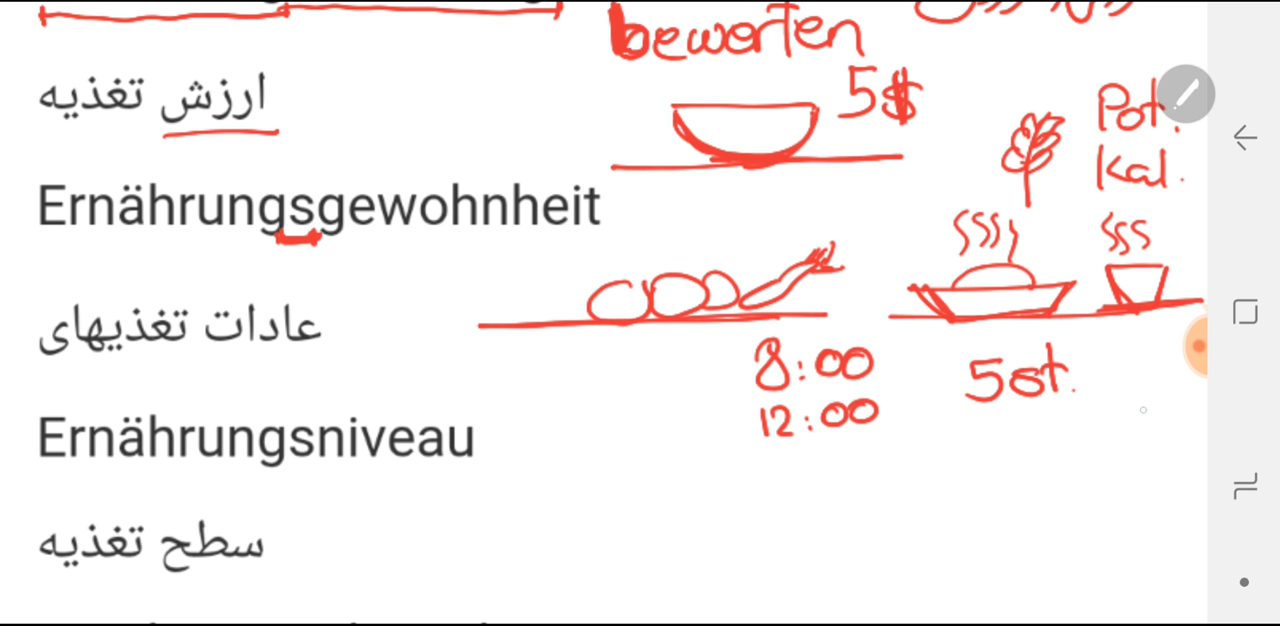 bewerten
ارزش تغذیه
5$
Pot.
Kal.
Ernährungsgewohnheit
عادات تغذیهای
8:00
12:00
5st.
Ernährungsniveau
سطح تغذیه